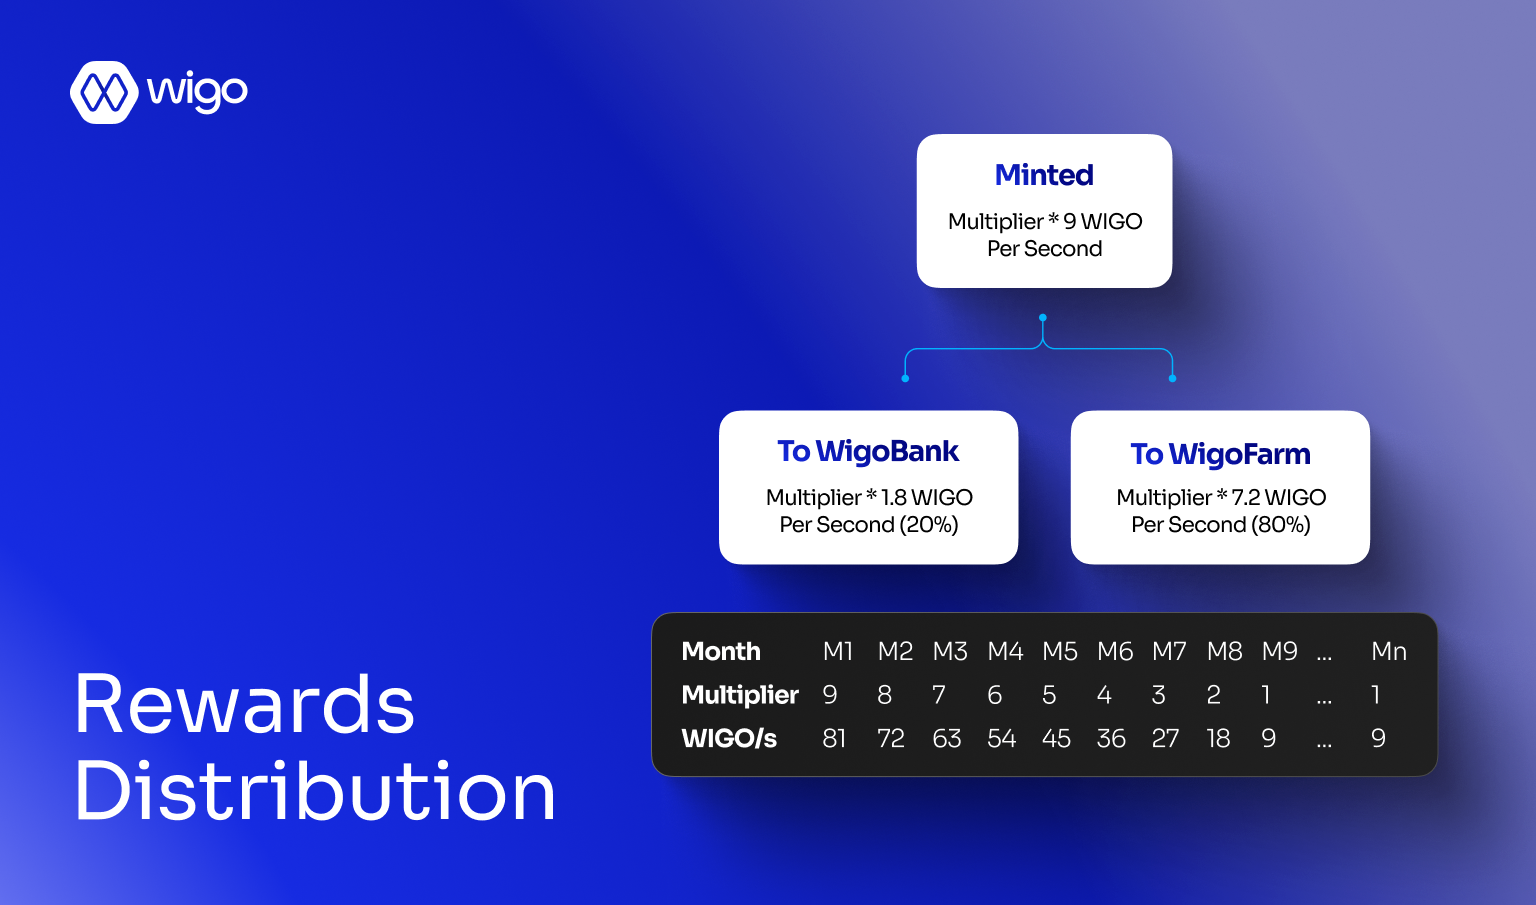 wigo
Minted
Multiplier * 9 WIGO
Per Second
To WigoBank
Multiplier * 1.8 WIGO
Per Second (20%)
To WigoFarm
Multiplier * 7.2 WIGO
Per Second (80%)
Month M1 M2 M3 M4 M5 M6 M7 M8 M9 ... Mn
Multiplier 9 8 7 6 5 4 3 2 1 ... 1
WIGO/s 81 72 63 54 45 36 27 18 9 ... 9
Rewards
Distribution